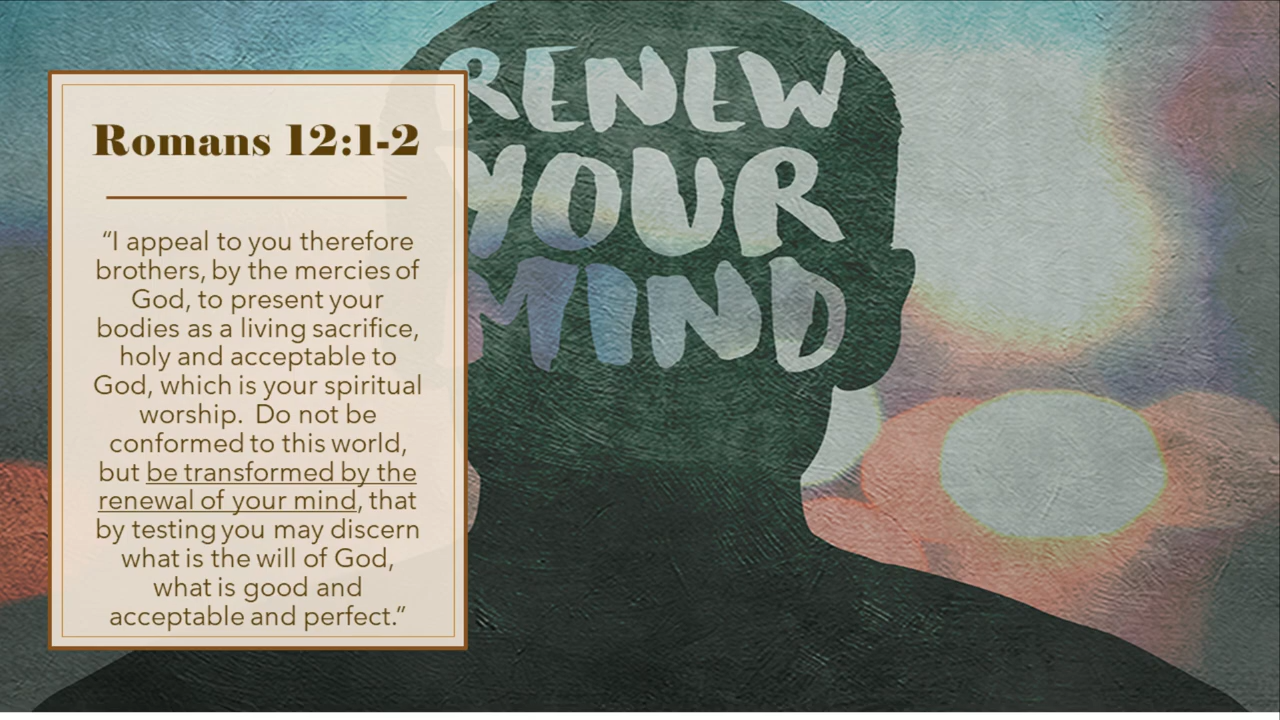 Romans 12:1-2
“I appeal to you therefore
brothers, by the mercies of
God, to present your
bodies as a living sacrifice,
holy and acceptable to
God, which is your spiritual
worship.  Do not be
conformed to this world,
but be transformed by the
renewal of your mind, that
by testing you may discern
what is the will of God,
what is good and
acceptable and perfect.”
RENEW
YOUR
MIND